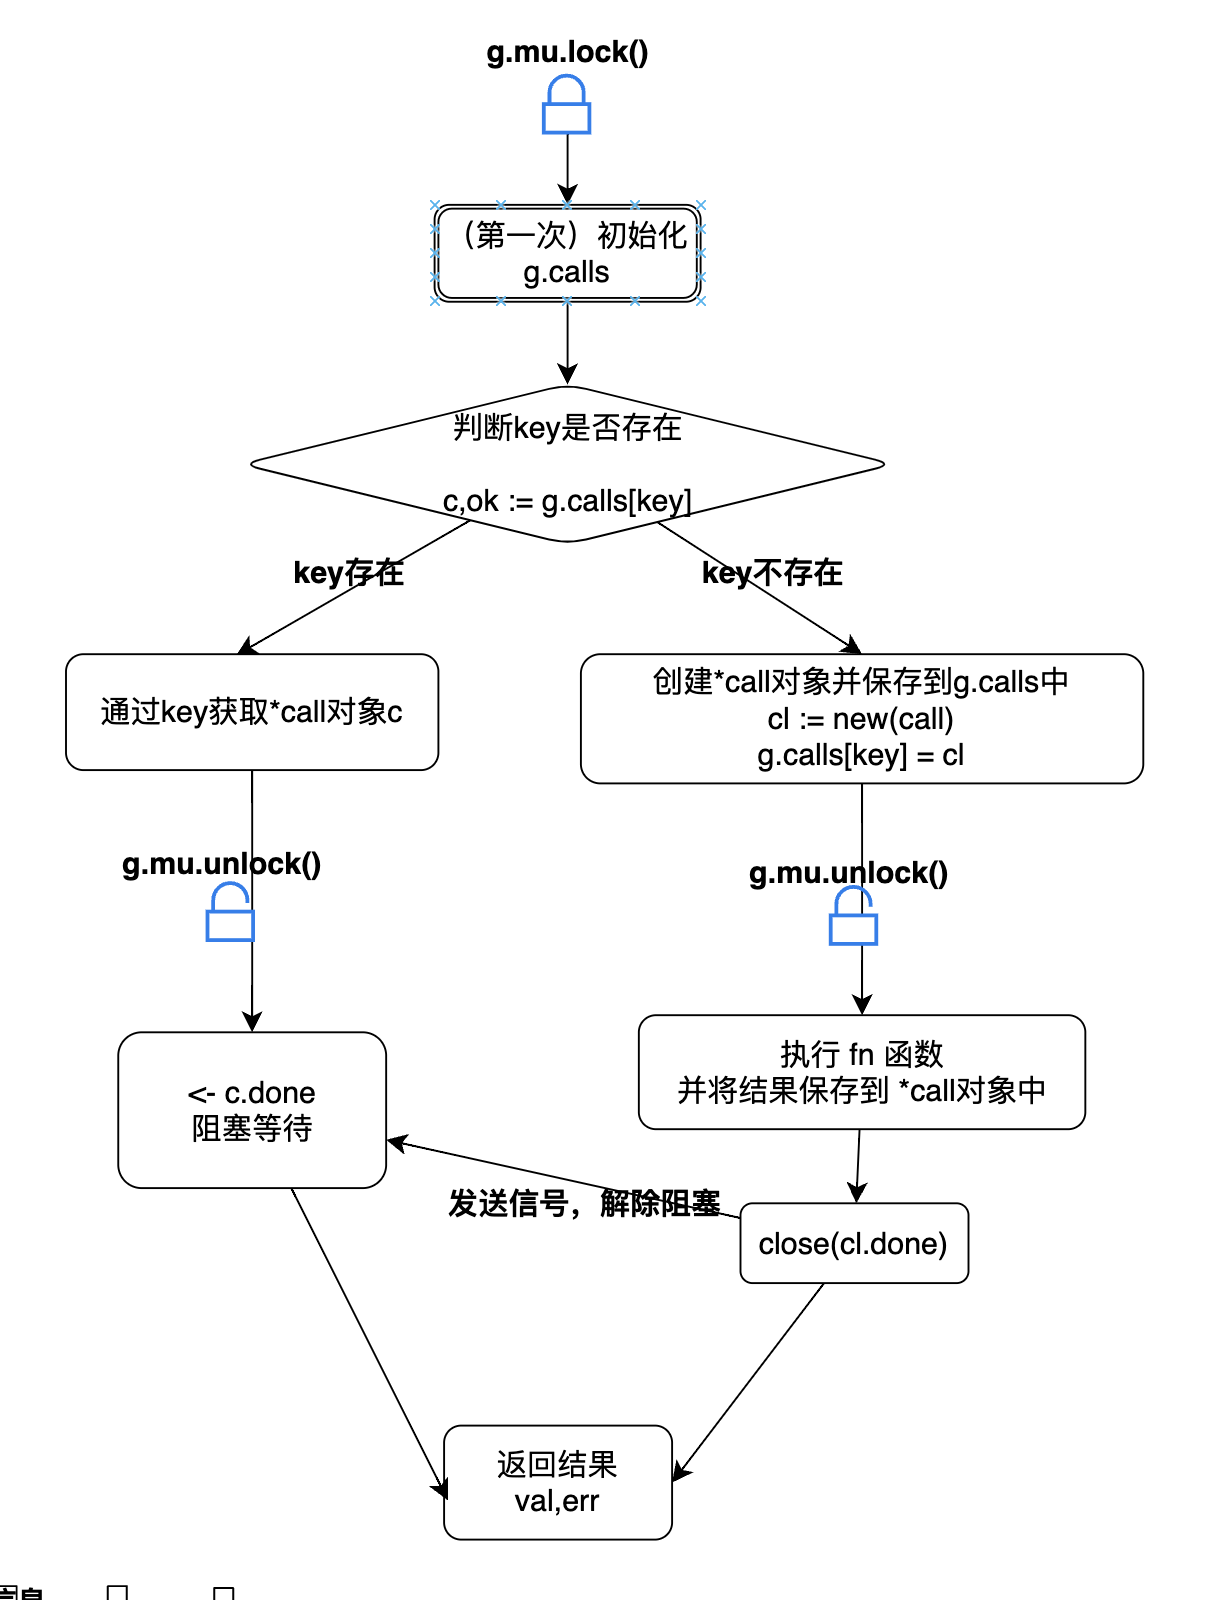 g.mu.lock()
（第一次）初始化
g.calls
判断key是否存在
c,ok := g.calls[key]
key存在
key不存在
通过key获取*call对象c
创建*call对象并保存到g.calls中
cl := new(call)
g.calls[key] = cl
g.mu.unlock()
g.mu.unlock()
执行 fn 函数
并将结果保存到 *call对象中
<- c.done
阻塞等待
发送信号，解除阻塞
close(cl.done)
返回结果
val,err